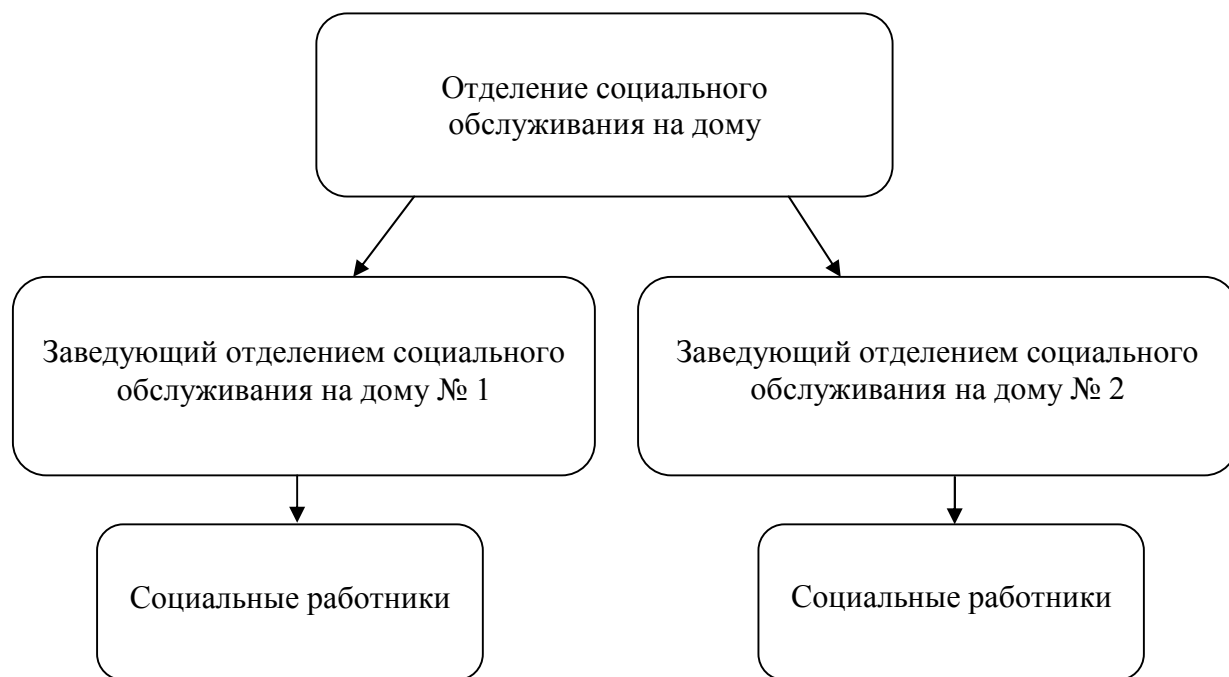 Отделение социального
обслуживания на дому
Заведующий отделением социального
обслуживания на дому № 1
Заведующий отделением социального
обслуживания на дому № 2
Социальные работники
Социальные работники